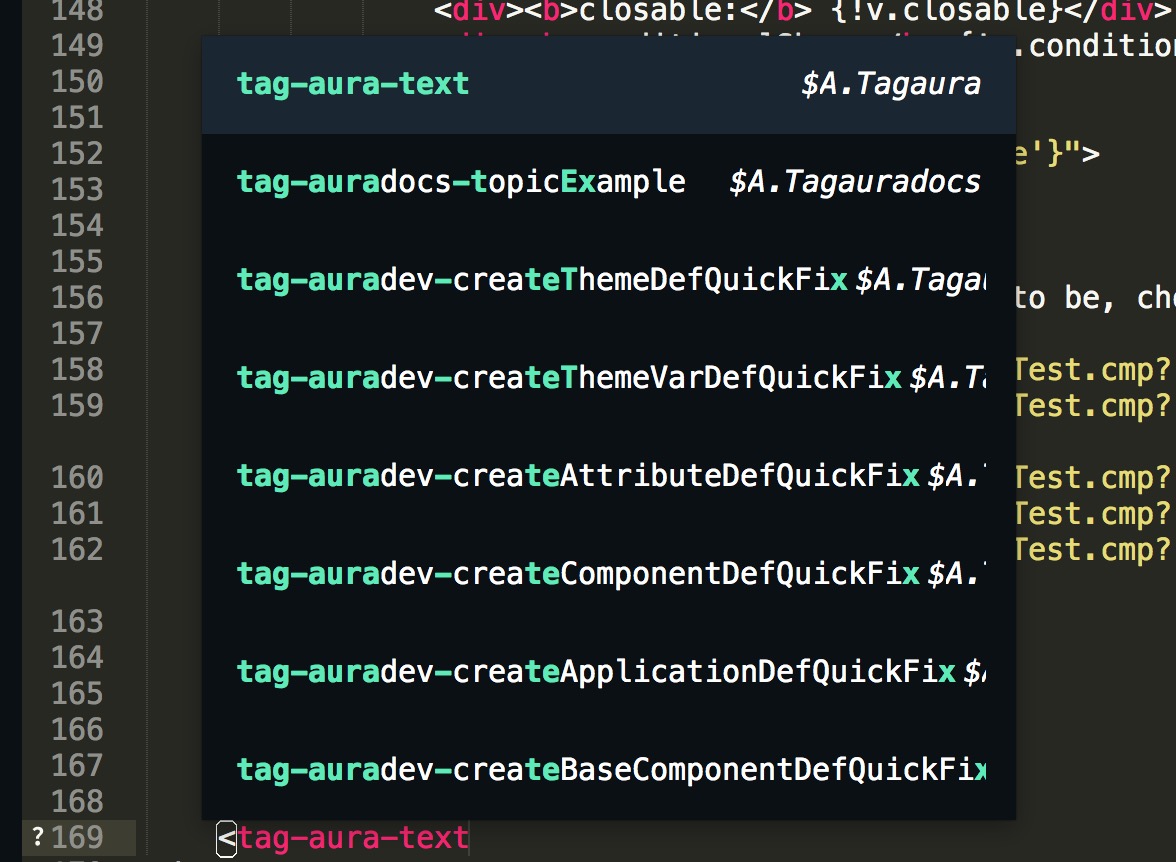 148 <div><b>closable:</b> {!v.closable}</div>
149 .condition
150 tag-aura-text $A.Tagaura
151
152 e'}">
153 tag-auradocs-topicExample $A.Tagauradocs
154
155 tag-auradev-createThemeDefQuickFix $A.Tagau
156 to be, ch
157
158 tag-auradev-createThemeVarDefQuickFix $A.Ta Test.cmp?
159 Test.cmp?
160 tag-auradev-createAttributeDefQuickFix $A. Test.cmp?
161 Test.cmp?
162 tag-auradev-createComponentDefQuickFix $A. Test.cmp?
163
164 tag-auradev-createApplicationDefQuickFix $
165
166
167 tag-auradev-createBaseComponentDefQuickFix
168
? 169 <tag-aura-text